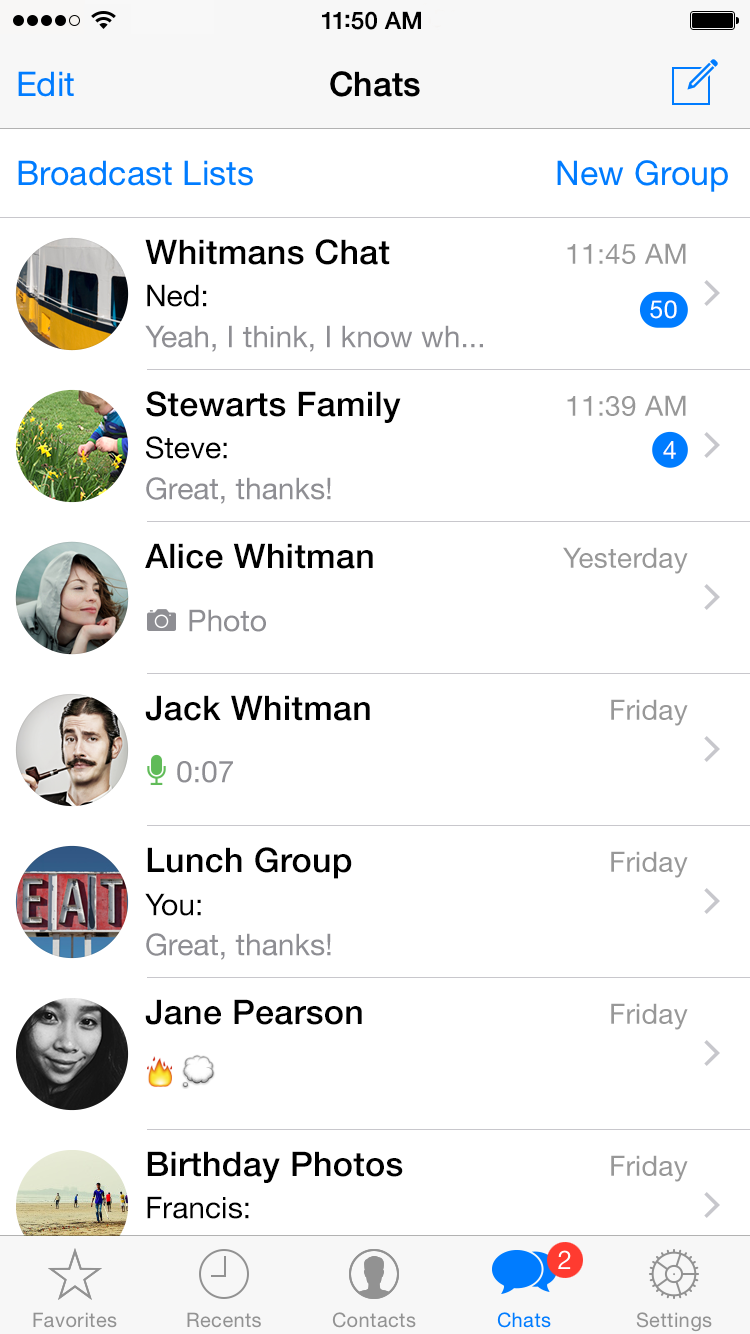 11:50 AM
Edit
Chats
Broadcast Lists
New Group
Whitmans Chat
11:45 AM
Ned:
50
Yeah, I think, I know wh...
Stewarts Family
11:39 AM
Steve:
4
Great, thanks!
Alice Whitman
Yesterday
Photo
Jack Whitman
Friday
0:07
EAT
Lunch Group
Friday
You:
Great, thanks!
Jane Pearson
Friday
🔥💭
Birthday Photos
Friday
Francis:
2
Favorites
Recents
Contacts
Chats
Settings